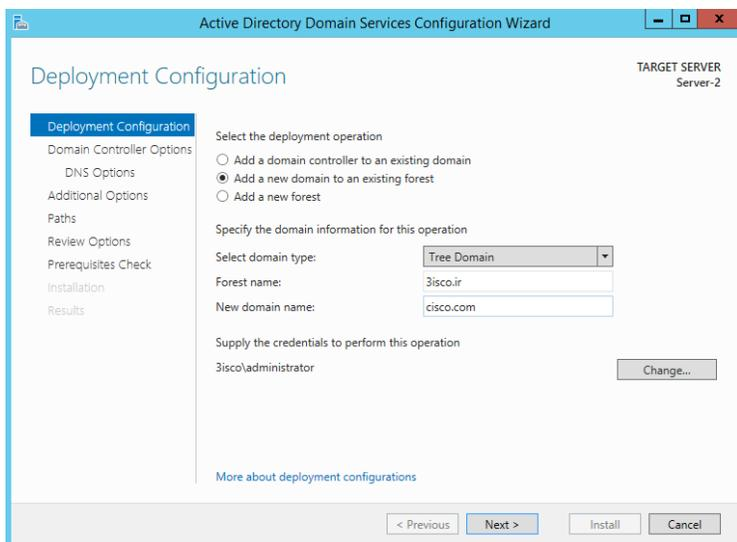 Active Directory Domain Services Configuration Wizard
Deployment Configuration
TARGET SERVER
Server-2
Deployment Configuration
Domain Controller Options
DNS Options
Additional Options
Paths
Review Options
Prerequisites Check
Installation
Results
Select the deployment operation
Add a domain controller to an existing domain
Add a new domain to an existing forest
Add a new forest
Specify the domain information for this operation
Select domain type: Tree Domain
Forest name: 3isco.ir
New domain name: cisco.com
Supply the credentials to perform this operation
3isco\administrator Change...
More about deployment configurations
< Previous Next > Install Cancel